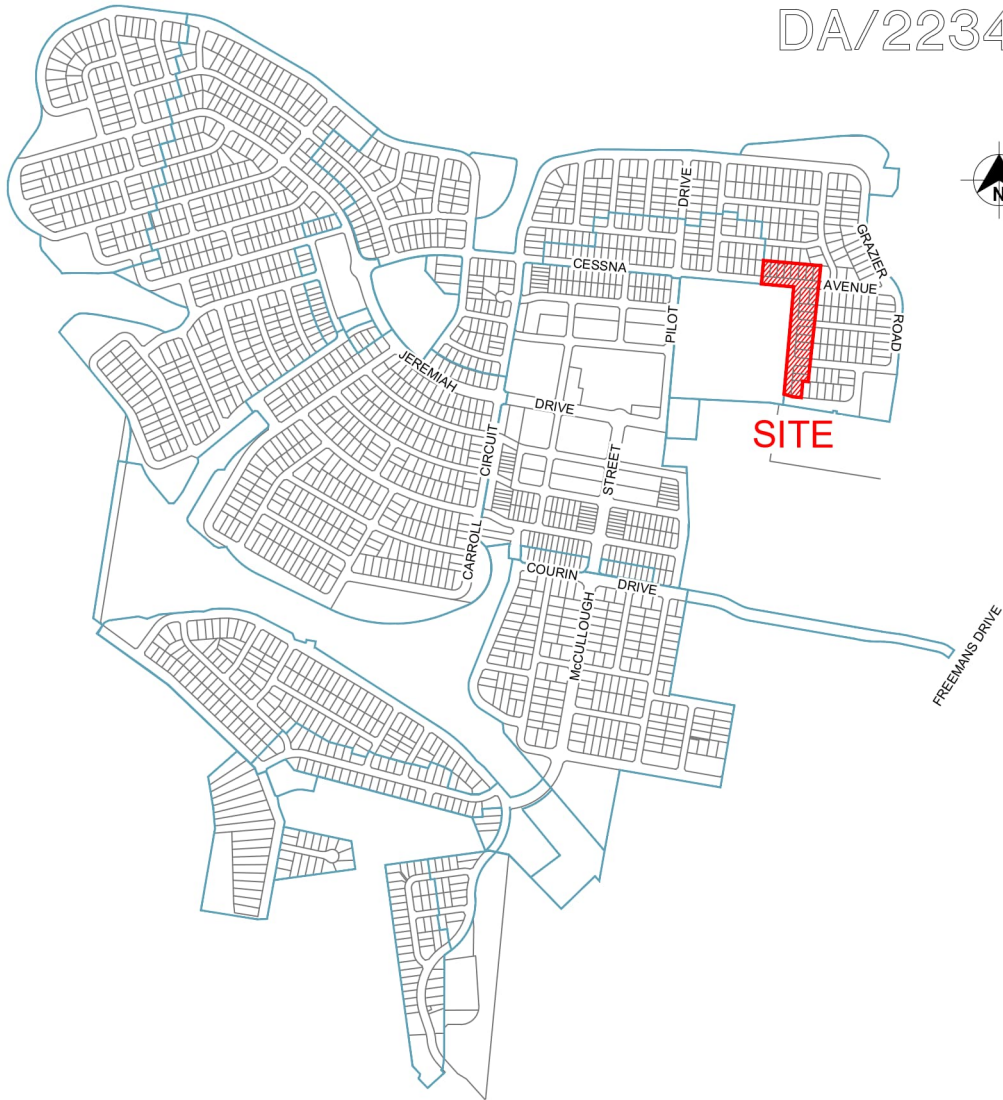 DA/2234
N
DRIVE
GRAZIER
CESSNA
AVENUE
PILOT
ROAD
JEREMIAH
DRIVE
SITE
CIRCUIT
STREET
CARROLL
COURIN
DRIVE
McCULLOUGH
FREEMANS DRIVE